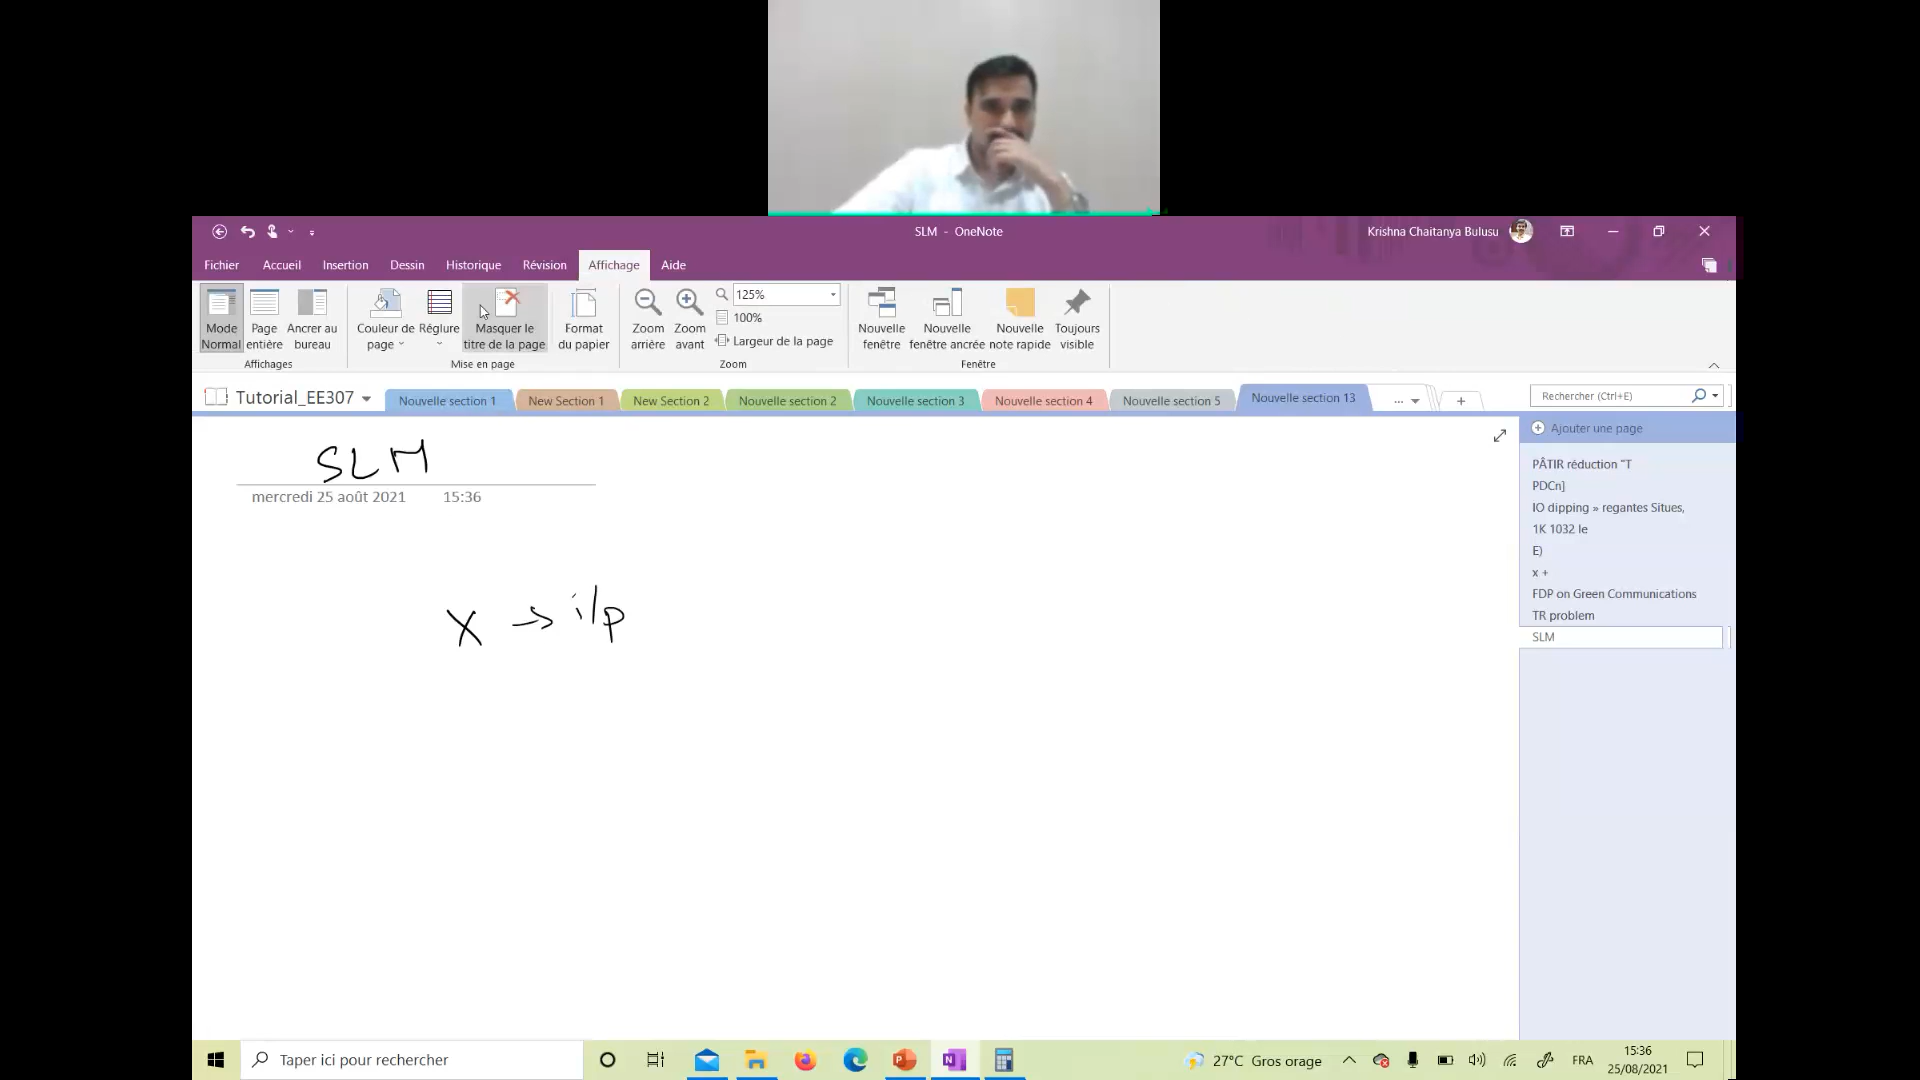 SLM - OneNote
Krishna Chaitanya Bulusu
Fichier Accueil Insertion Dessin Historique Révision Affichage Aide
Mode Normal
Page entière
Ancrer au bureau
Affichages
Couleur de page
Réglure
Masquer le titre de la page
Format du papier
Mise en page
Zoom arrière
Zoom avant
125%
100%
Largeur de la page
Zoom
Nouvelle fenêtre
Nouvelle fenêtre ancrée
Nouvelle note rapide
Toujours visible
Fenêtre
Tutorial_EE307
Nouvelle section 1 New Section 1 New Section 2 Nouvelle section 2 Nouvelle section 3 Nouvelle section 4 Nouvelle section 5 Nouvelle section 13 ...
Rechercher (Ctrl+E)
SLM
mercredi 25 août 2021 15:36
X → i/p
Ajouter une page
PÂTIR réduction "T
PDCn]
IO dipping » regantes Situes,
1K 1032 le
E)
x +
FDP on Green Communications
TR problem
SLM
Taper ici pour rechercher
27°C Gros orage
FRA
15:36
25/08/2021